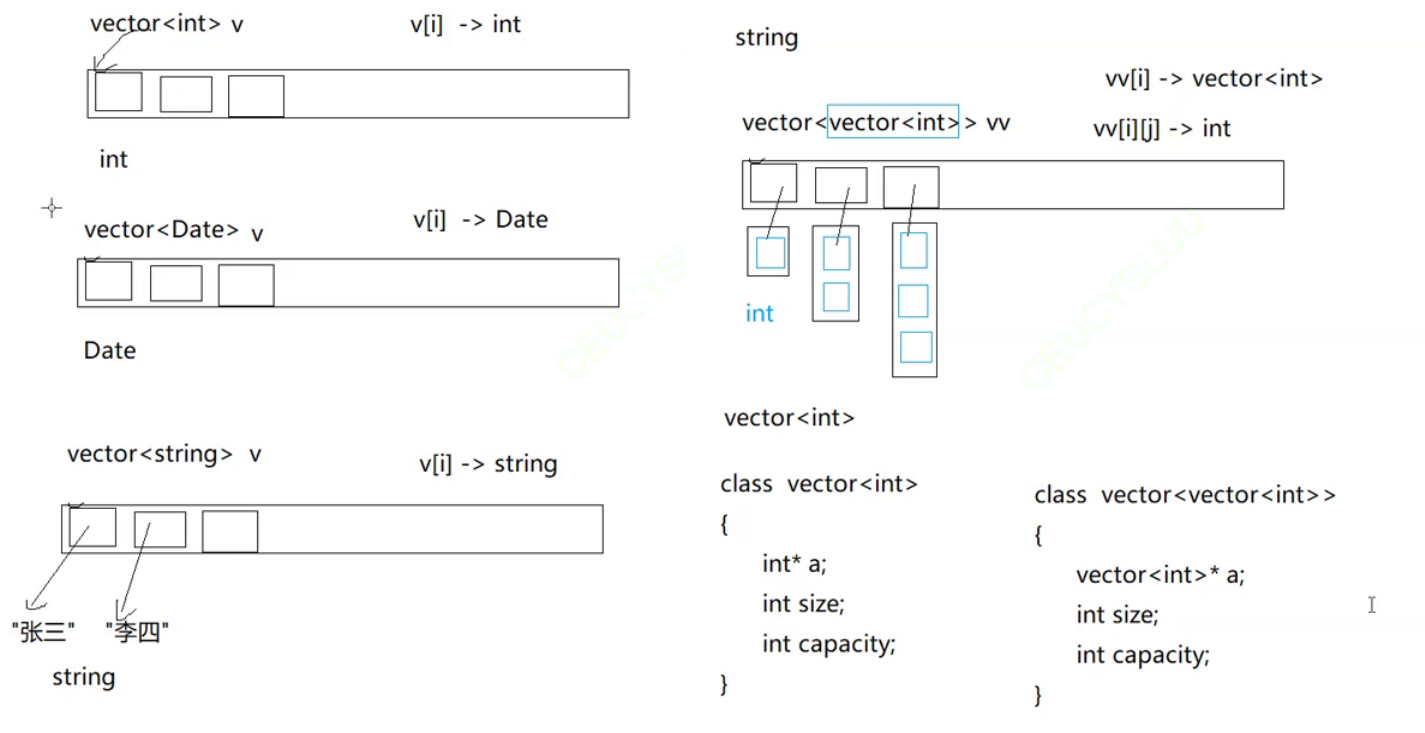 vector<int> v
v[i] -> int
int
vector<Date> v
v[i] -> Date
Date
vector<string> v
v[i] -> string
"张三" "李四"
string
string
vv[i] -> vector<int>
vector<vector<int>> vv
vv[i][j] -> int
int
vector<int>
class vector<int>
{
int* a;
int size;
int capacity;
}
class vector<vector<int>>
{
vector<int>* a;
int size;
int capacity;
}
CEUCYSLUU